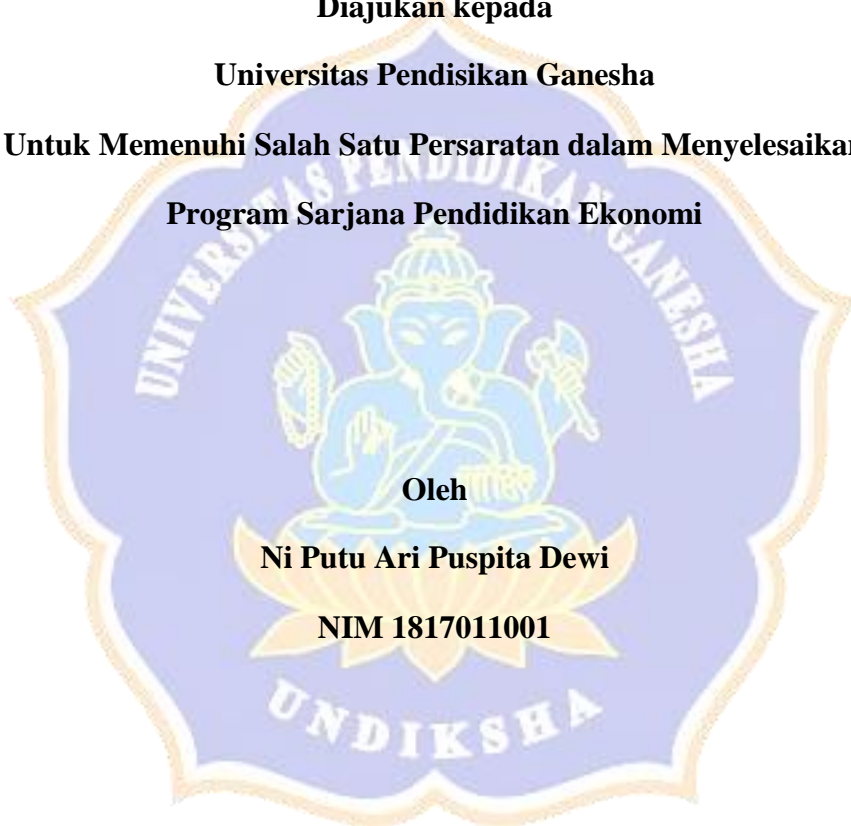 Diajukan kepada
Universitas Pendisikan Ganesha
Untuk Memenuhi Salah Satu Persaratan dalam Menyelesaikan
Program Sarjana Pendidikan Ekonomi
UNIVERSITAS PENDIDIKAN GANESHA
Oleh
Ni Putu Ari Puspita Dewi
NIM 1817011001
UNDIKSHA